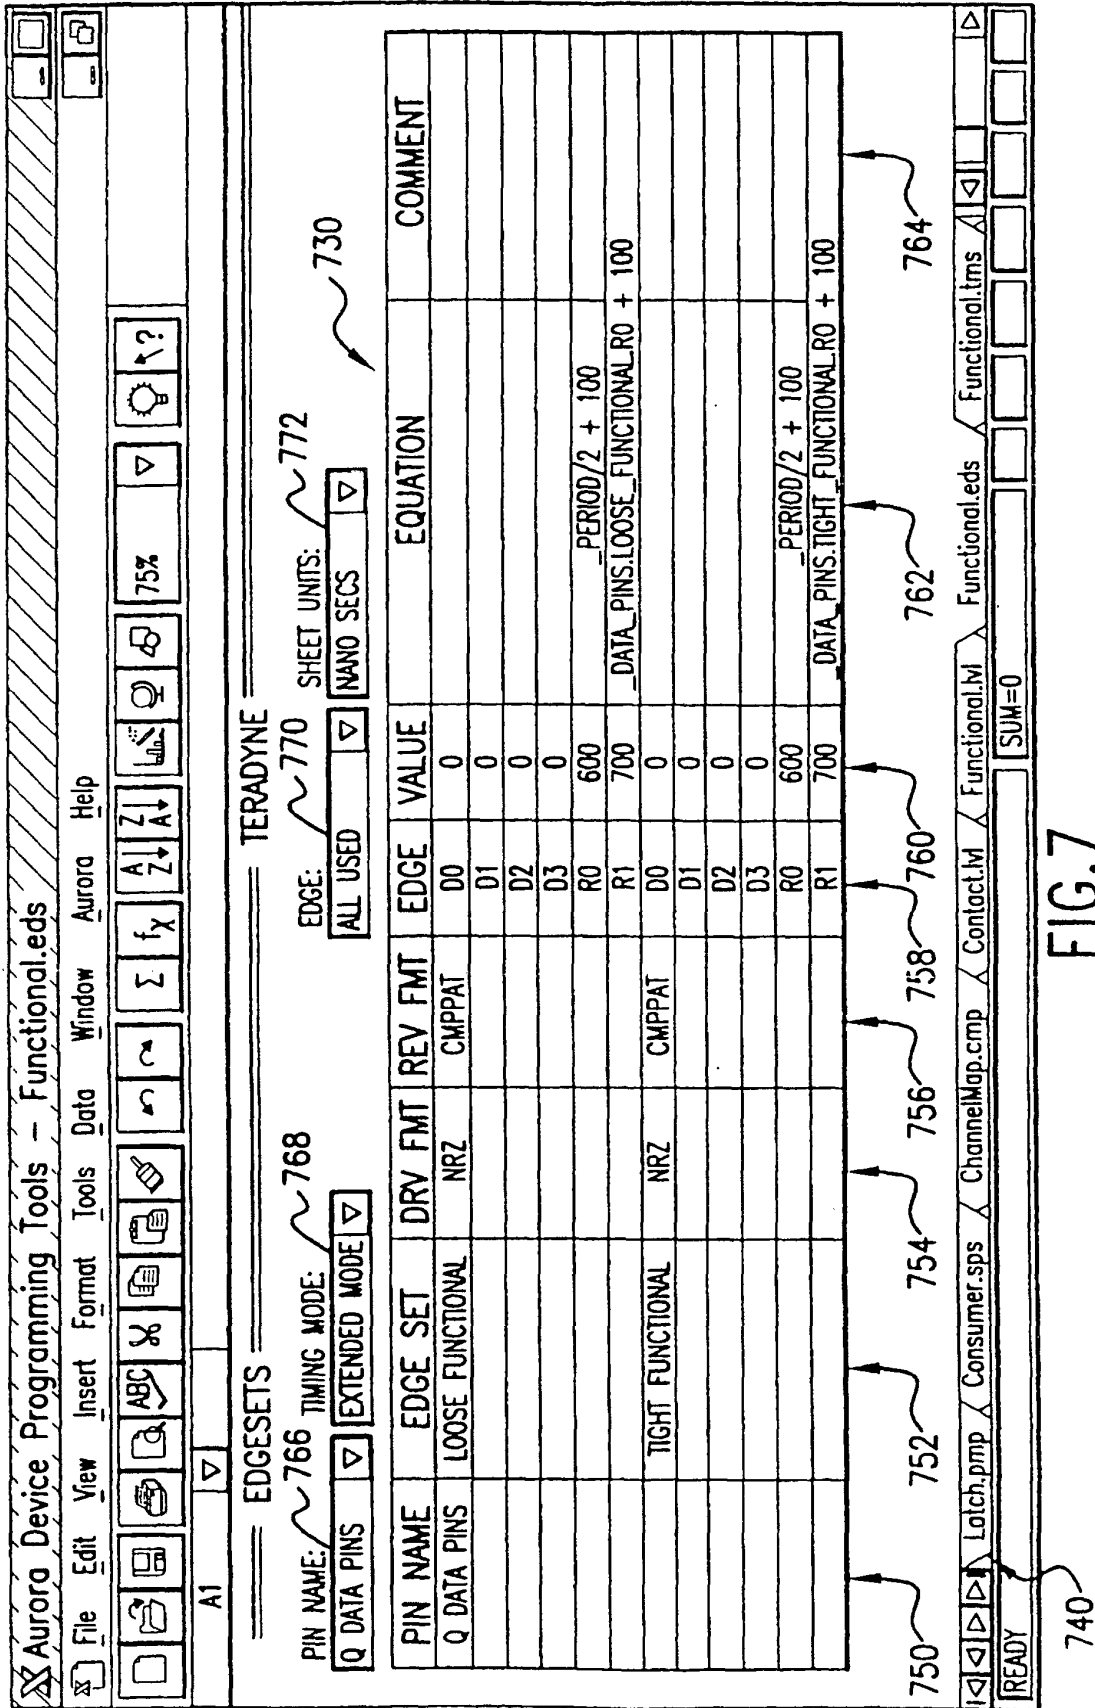 Aurora Device Programming Tools – Functional.eds
File Edit View Insert Format Tools Data Window Aurora Help
ABC Σ fx A Z Z A 75% ?
A1
EDGESETS TERADYNE
PIN NAME: 766 TIMING MODE: 768 EDGE: 770 SHEET UNITS: 772
Q DATA PINS EXTENDED MODE ALL USED NANO SECS
730
PIN NAME EDGE SET DRV FMT REV FMT EDGE VALUE EQUATION COMMENT
Q DATA PINS LOOSE FUNCTIONAL NRZ CMPPAT D0 0
D1 0
D2 0
D3 0
R0 600 _PERIOD/2 + 100
R1 700 _DATA_PINS.LOOSE_FUNCTIONAL.R0 + 100
TIGHT FUNCTIONAL NRZ CMPPAT D0 0
D1 0
D2 0
D3 0
R0 600 _PERIOD/2 + 100
R1 700 _DATA_PINS.TIGHT_FUNCTIONAL.R0 + 100
750 752 754 756 758 760 762 764
Latch.pmp Consumer.sps ChannelMap.cmp Contact.lvl Functional.lvl Functional.eds Functional.tms
READY SUM=0
740
FIG.7